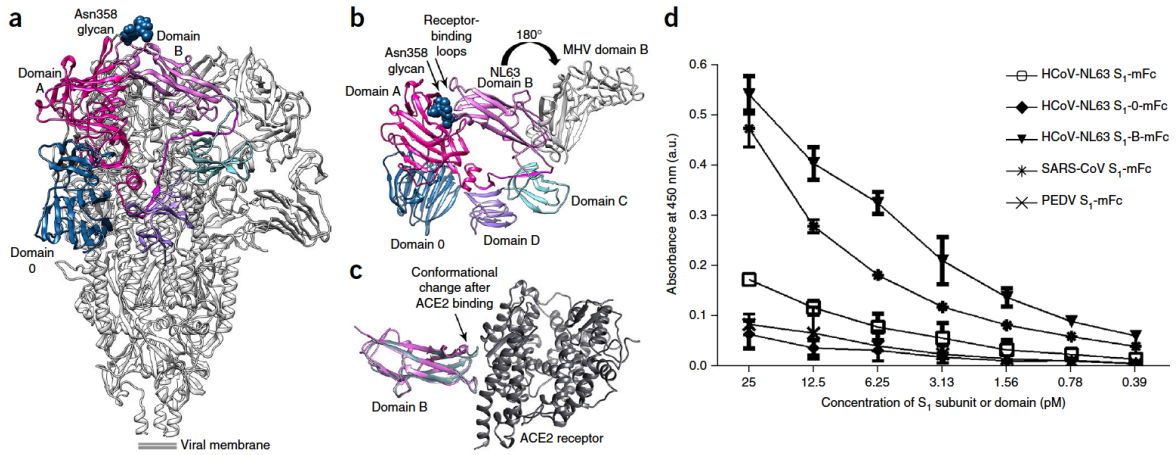 a
Asn358
glycan
Domain
B
Domain
A
Domain
0
Viral membrane
b
Receptor-
binding
loops
180°
MHV domain B
Asn358
glycan
NL63
Domain B
Domain A
Domain C
Domain 0
Domain D
c
Conformational
change after
ACE2 binding
Domain B
ACE2 receptor
d
Absorbance at 450 nm (a.u.)
0.6
0.5
0.4
0.3
0.2
0.1
0.0
25
12.5
6.25
3.13
1.56
0.78
0.39
Concentration of S₁ subunit or domain (pM)
HCoV-NL63 S₁-mFc
HCoV-NL63 S₁-0-mFc
HCoV-NL63 S₁-B-mFc
SARS-CoV S₁-mFc
PEDV S₁-mFc